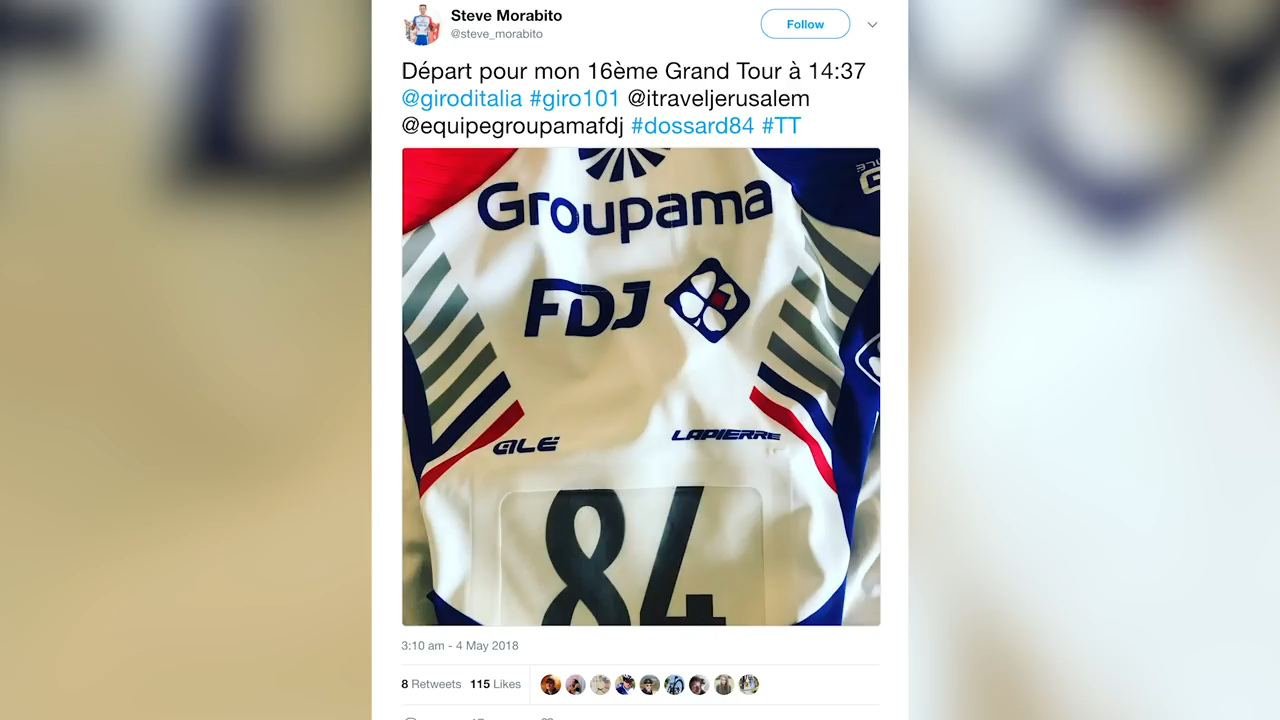 Steve Morabito
@steve_morabito
Follow
Départ pour mon 16ème Grand Tour à 14:37
@giroditalia #giro101 @itraveljerusalem
@equipegroupamafdj #dossard84 #TT
Groupama
FDJ
ALÉ
LAPIERRE
84
3:10 am - 4 May 2018
8 Retweets 115 Likes